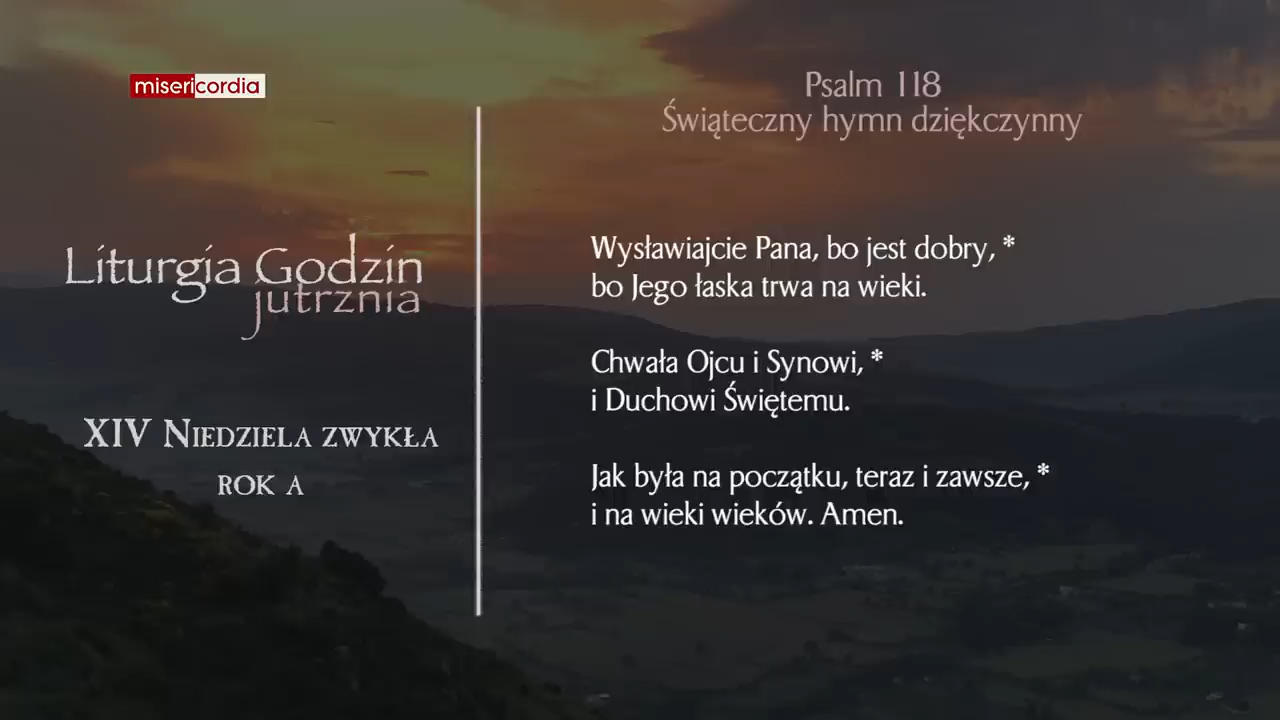 misericordia
Liturgia Godzin
jutrznia
XIV Niedziela zwykła
rok A
Psalm 118
Świąteczny hymn dziękczynny
Wysławiajcie Pana, bo jest dobry, *
bo Jego łaska trwa na wieki.
Chwała Ojcu i Synowi, *
i Duchowi Świętemu.
Jak była na początku, teraz i zawsze, *
i na wieki wieków. Amen.